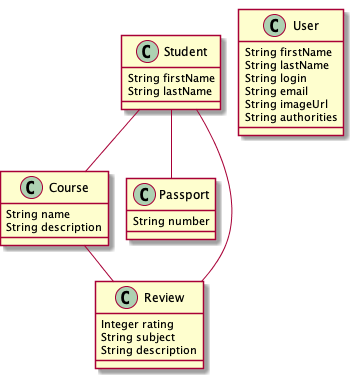 C User
String firstName
String lastName
String login
String email
String imageUrl
String authorities
C Student
String firstName
String lastName
C Course
String name
String description
C Passport
String number
C Review
Integer rating
String subject
String description